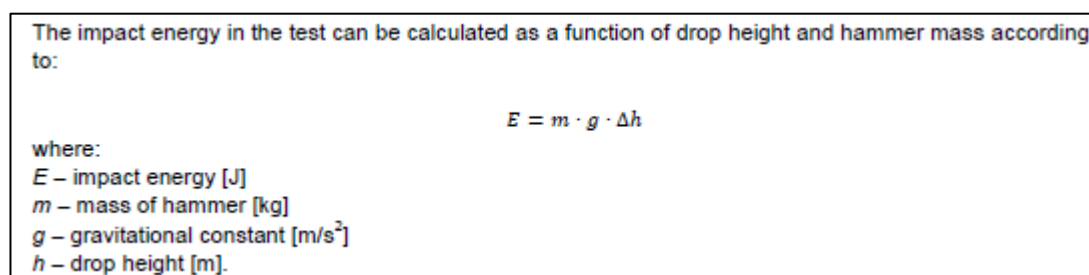 The impact energy in the test can be calculated as a function of drop height and hammer mass according
to:
E = m · g · Δh
where:
E – impact energy [J]
m – mass of hammer [kg]
g – gravitational constant [m/s²]
h – drop height [m].